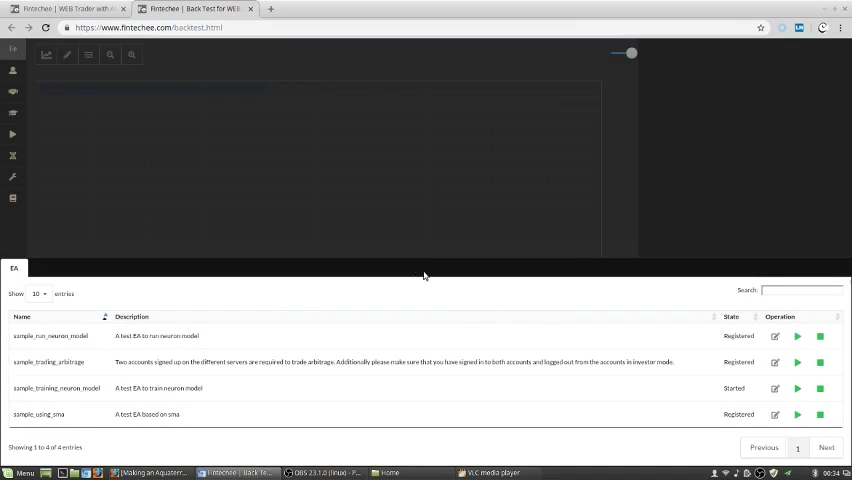 Fintechee | WEB Trader with A
Fintechee | Back Test for WEB
https://www.fintechee.com/backtest.html
Fe
EA
Show 10 entries
Search:
Name Description State Operation
sample_run_neuron_model A test EA to run neuron model Registered
sample_trading_arbitrage Two accounts signed up on the different servers are required to trade arbitrage. Additionally please make sure that you have signed in to both accounts and logged out from the accounts in investor mode. Registered
sample_training_neuron_model A test EA to train neuron model Started
sample_using_sma A test EA based on sma Registered
Showing 1 to 4 of 4 entries
Previous 1 Next
Menu [Making an Aquaterr... Fintechee | Back Te... OBS 23.1.0 (linux) - P... Home VLC media player 00:34